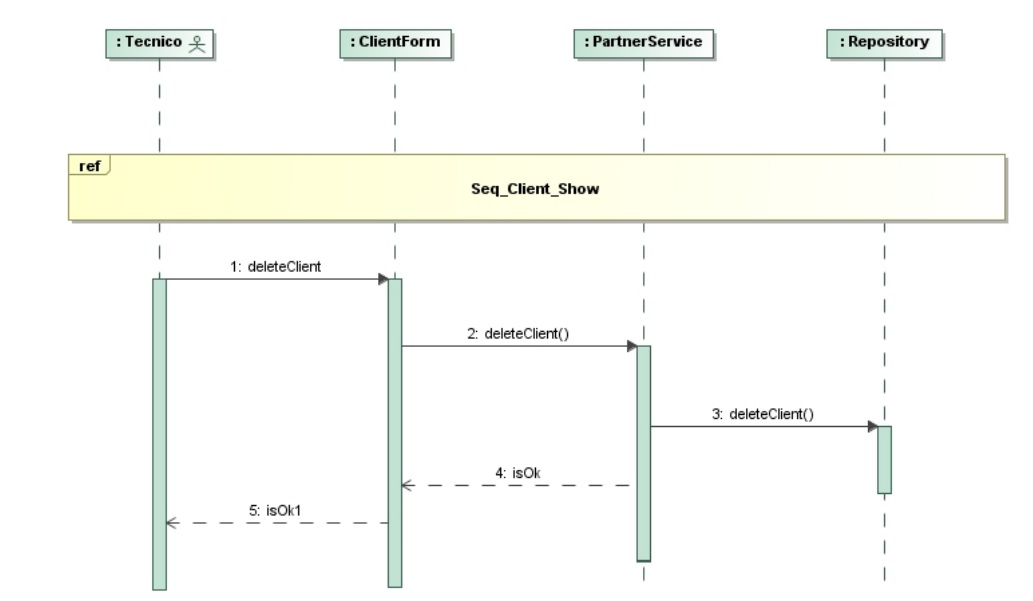 : Tecnico
: ClientForm
: PartnerService
: Repository
ref
Seq_Client_Show
1: deleteClient
2: deleteClient()
3: deleteClient()
4: isOk
5: isOk1